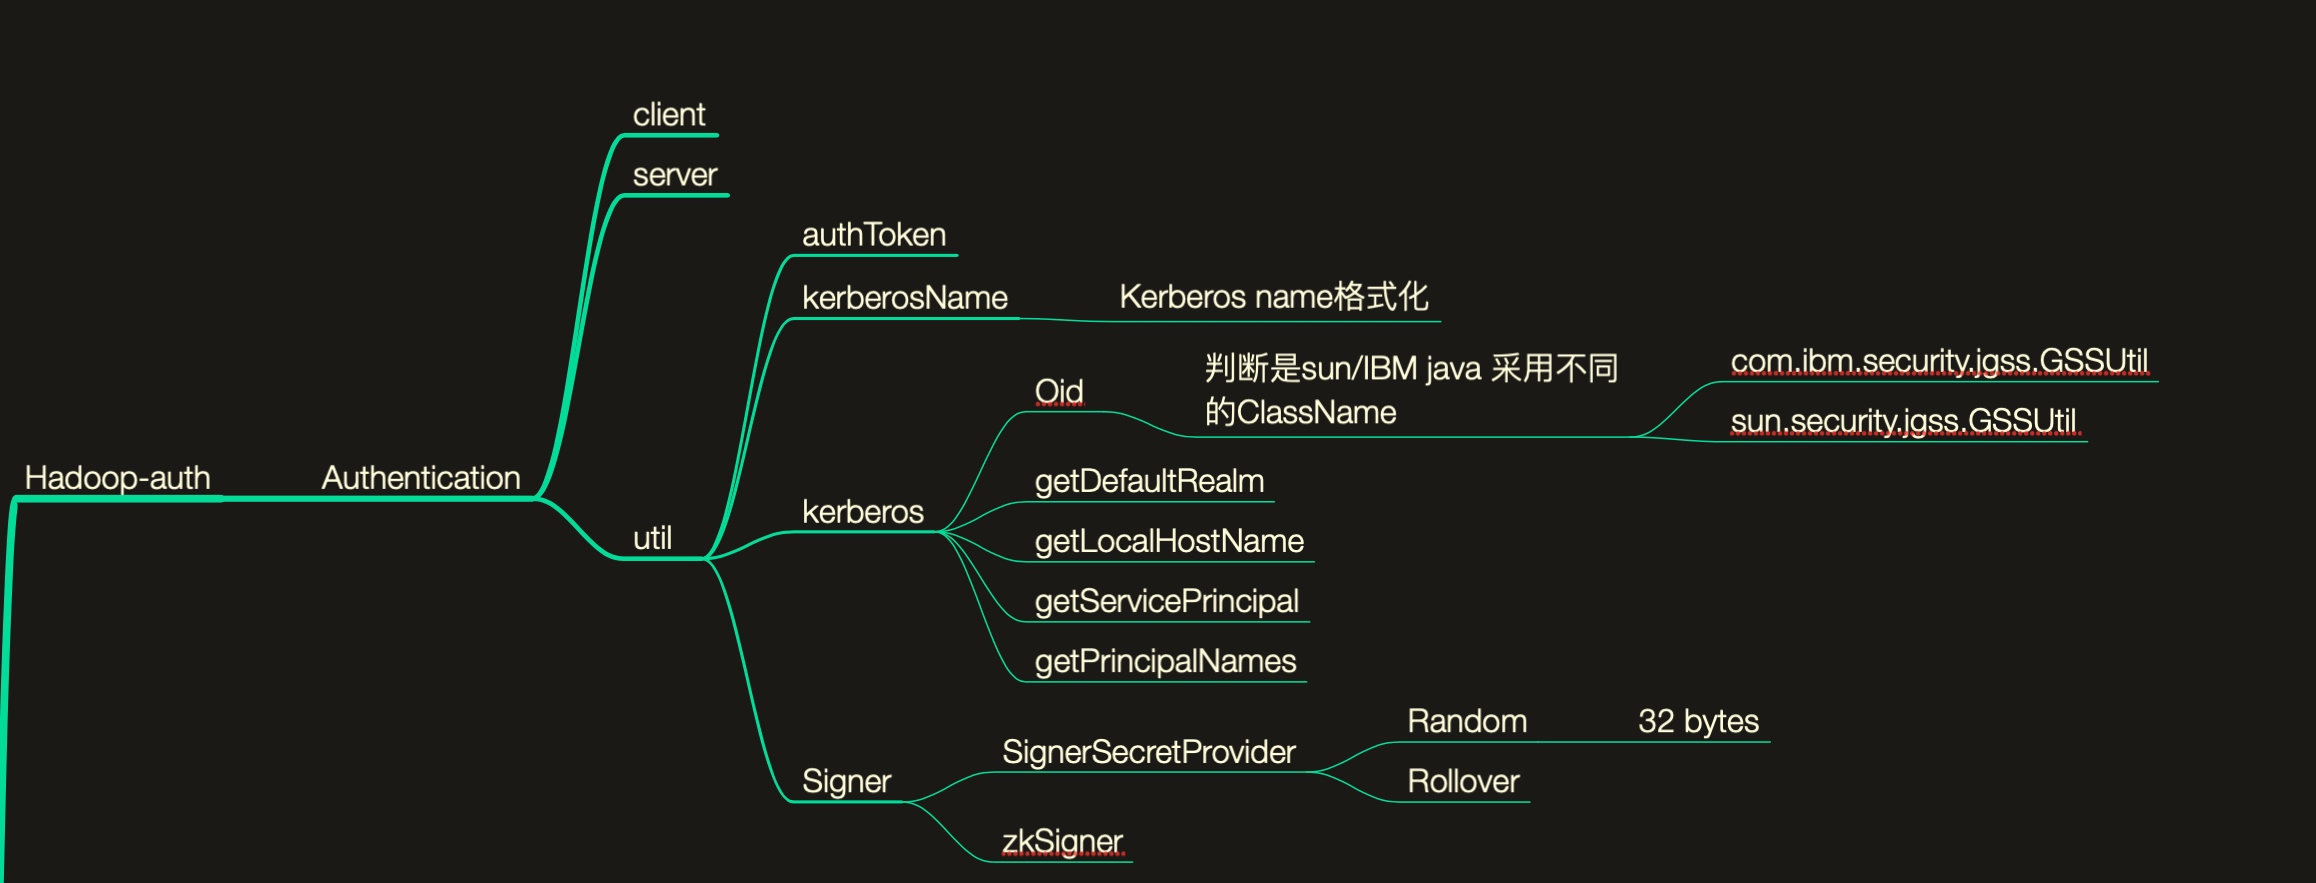 client
server
authToken
kerberosName
Kerberos name格式化
Oid
判断是sun/IBM java 采用不同
的ClassName
com.ibm.security.jgss.GSSUtil
sun.security.jgss.GSSUtil
Hadoop-auth
Authentication
getDefaultRealm
kerberos
util
getLocalHostName
getServicePrincipal
getPrincipalNames
Random
32 bytes
SignerSecretProvider
Signer
Rollover
zkSigner